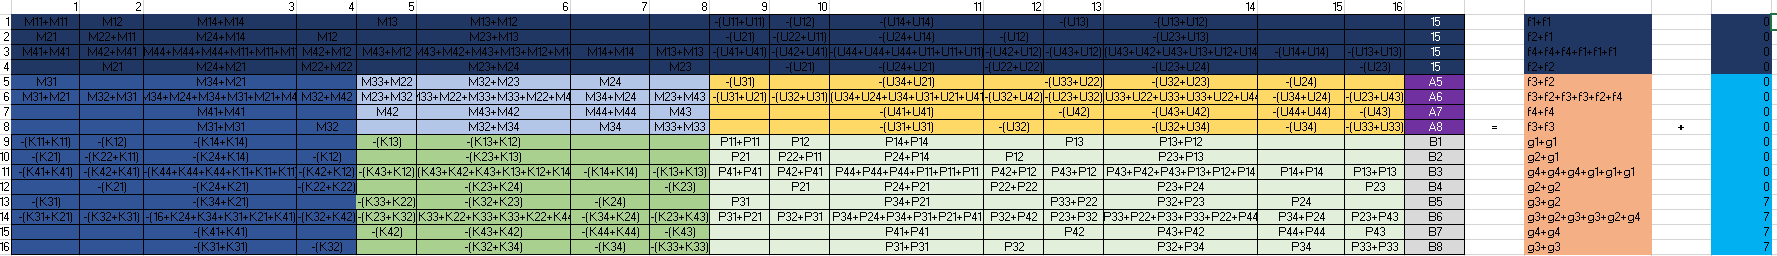 1 2 3 4 5 6 7 8 9 10 11 12 13 14 15 16
1 M11+M11 M12 M14+M14 M13 M13+M12 -(U11+U11) -(U12) -(U14+U14) -(U13) -(U13+U12) 15 f1+f1 0
2 M21 M22+M11 M24+M14 M12 M23+M13 -(U21) -(U22+U11) -(U24+U14) -(U12) -(U23+U13) 15 f2+f1 0
3 M41+M41 M42+M41 M44+M44+M44+M11+M11+M1 M42+M12 M43+M12 M43+M42+M43+M13+M12+M1 M14+M14 M13+M13 -(U41+U41) -(U42+U41) -(U44+U44+U44+U11+U11+U11) -(U42+U12) -(U43+U12) -(U43+U42+U43+U13+U12+U14 -(U14+U14) -(U13+U13) 15 f4+f4+f4+f1+f1+f1 0
4 M21 M24+M21 M22+M22 M23+M24 M23 -(U21) -(U24+U21) -(U22+U22) -(U23+U24) -(U23) 15 f2+f2 0
5 M31 M34+M21 M33+M22 M32+M23 M24 -(U31) -(U34+U21) -(U33+U22) -(U32+U23) -(U24) A5 f3+f2 0
6 M31+M21 M32+M31 M34+M24+M34+M31+M21+M4 M32+M42 M23+M32 M33+M22+M33+M33+M22+M4 M34+M24 M23+M43 -(U31+U21) -(U32+U31) (U34+U24+U34+U31+U21+U41 -(U32+U42) -(U23+U32) U33+U22+U33+U33+U22+U44 -(U34+U24) -(U23+U43) A6 f3+f2+f3+f3+f2+f4 0
7 M41+M41 M42 M43+M42 M44+M44 M43 -(U41+U41) -(U42) -(U43+U42) -(U44+U44) -(U43) A7 f4+f4 0
8 M31+M31 M32 M32+M34 M34 M33+M33 -(U31+U31) -(U32) -(U32+U34) -(U34) -(U33+U33) A8 = f3+f3 + 0
9 -(K11+K11) -(K12) -(K14+K14) -(K13) -(K13+K12) P11+P11 P12 P14+P14 P13 P13+P12 B1 g1+g1 0
10 -(K21) -(K22+K11) -(K24+K14) -(K12) -(K23+K13) P21 P22+P11 P24+P14 P12 P23+P13 B2 g2+g1 0
11 -(K41+K41) -(K42+K41) -(K44+K44+K44+K11+K11+K11) -(K42+K12) -(K43+K12) (K43+K42+K43+K13+K12+K14 -(K14+K14) -(K13+K13) P41+P41 P42+P41 P44+P44+P44+P11+P11+P11 P42+P12 P43+P12 P43+P42+P43+P13+P12+P14 P14+P14 P13+P13 B3 g4+g4+g4+g1+g1+g1 0
12 -(K21) -(K24+K21) -(K22+K22) -(K23+K24) -(K23) P21 P24+P21 P22+P22 P23+P24 P23 B4 g2+g2 0
13 -(K31) -(K34+K21) -(K33+K22) -(K32+K23) -(K24) P31 P34+P21 P33+P22 P32+P23 P24 B5 g3+g2 7
14 -(K31+K21) -(K32+K31) -(16+K24+K34+K31+K21+K41) -(K32+K42) -(K23+K32) K33+K22+K33+K33+K22+K44 -(K34+K24) -(K23+K43) P31+P21 P32+P31 P34+P24+P34+P31+P21+P41 P32+P42 P23+P32 P33+P22+P33+P33+P22+P44 P34+P24 P23+P43 B6 g3+g2+g3+g3+g2+g4 7
15 -(K41+K41) -(K42) -(K43+K42) -(K44+K44) -(K43) P41+P41 P42 P43+P42 P44+P44 P43 B7 g4+g4 7
16 -(K31+K31) -(K32) -(K32+K34) -(K34) -(K33+K33) P31+P31 P32 P32+P34 P34 P33+P33 B8 g3+g3 7